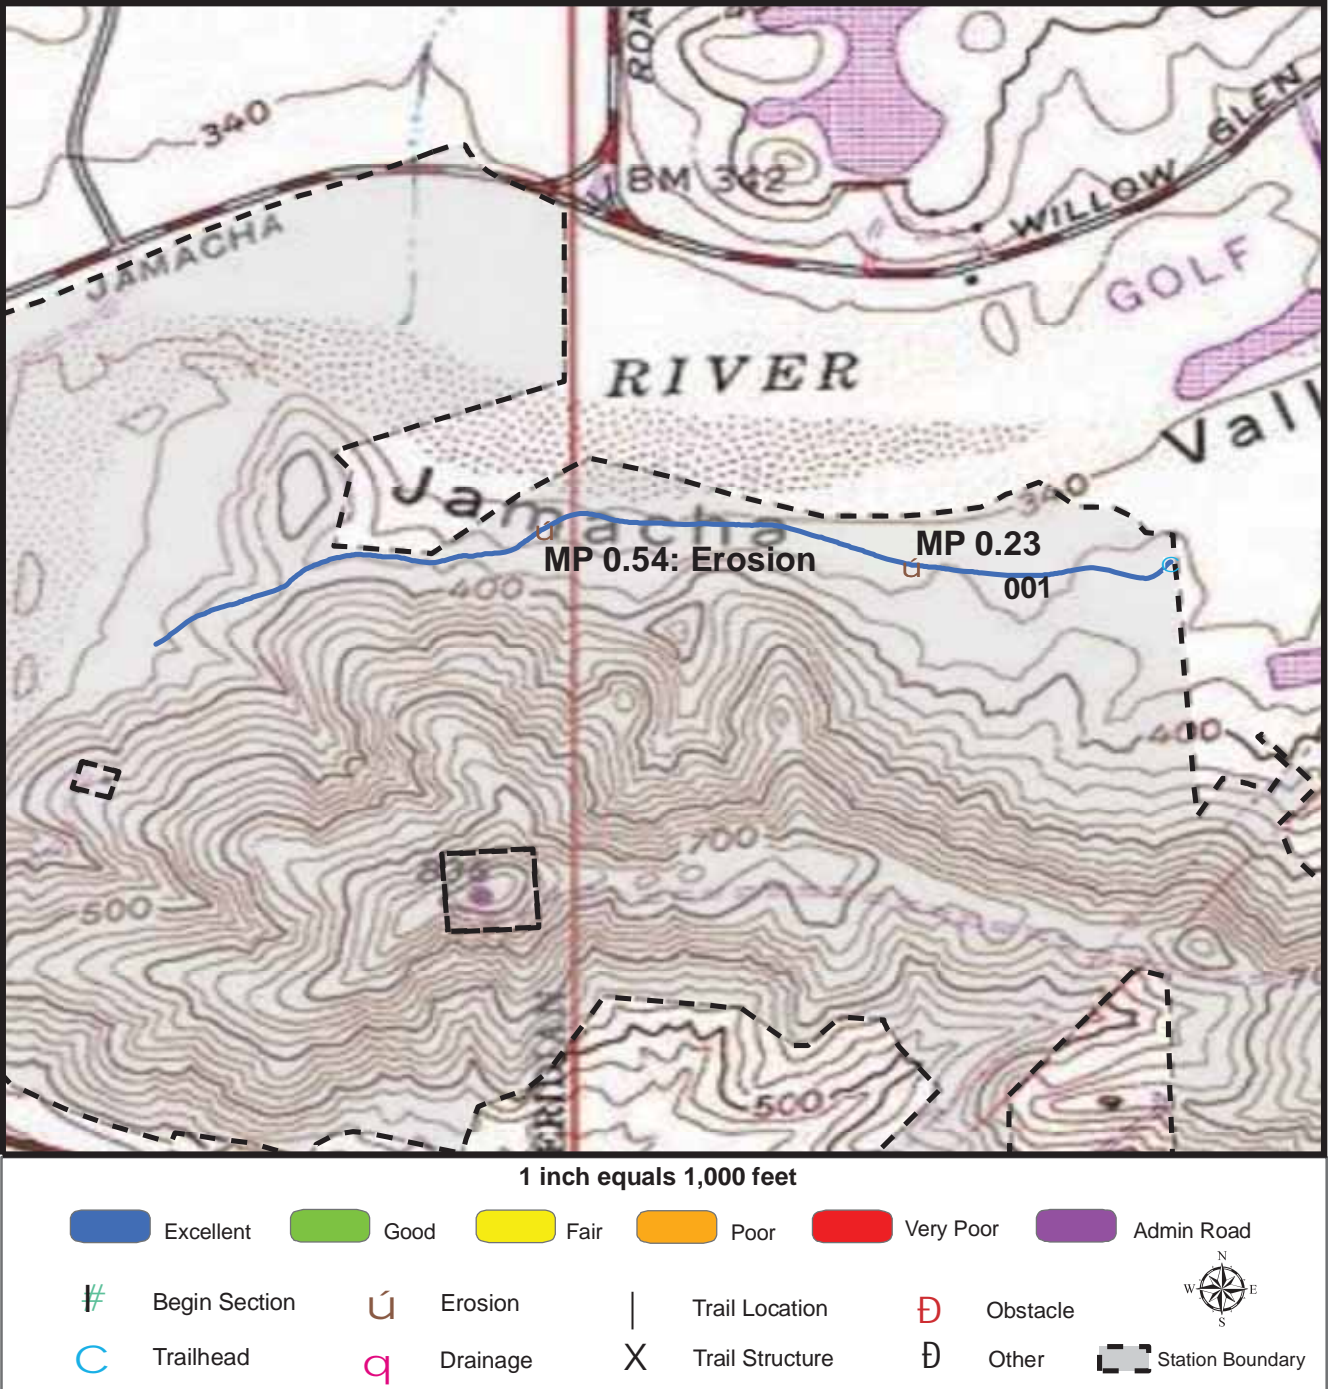 340
ROA
BM 342
WILLOW GLEN
JAMACHA
GOLF
RIVER
Vall
Jamacha
340
MP 0.54: Erosion
MP 0.23
001
400
400
700
500
500
1 inch equals 1,000 feet
Excellent
Good
Fair
Poor
Very Poor
Admin Road
# Begin Section
ú Erosion
| Trail Location
Đ Obstacle
N
W E
S
C Trailhead
q Drainage
X Trail Structure
Đ Other
Station Boundary